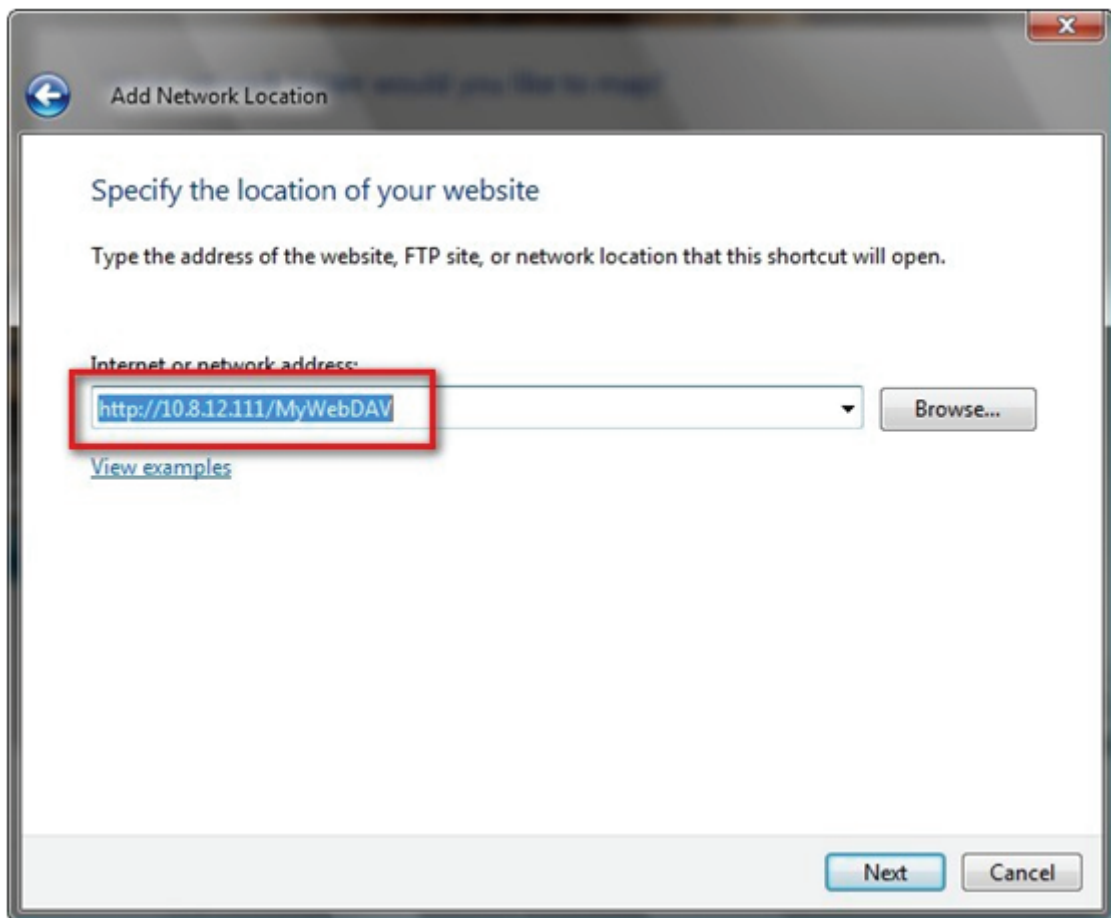 Add Network Location
Specify the location of your website
Type the address of the website, FTP site, or network location that this shortcut will open.
Internet or network address:
http://10.8.12.111/MyWebDAV
Browse...
View examples
Next
Cancel